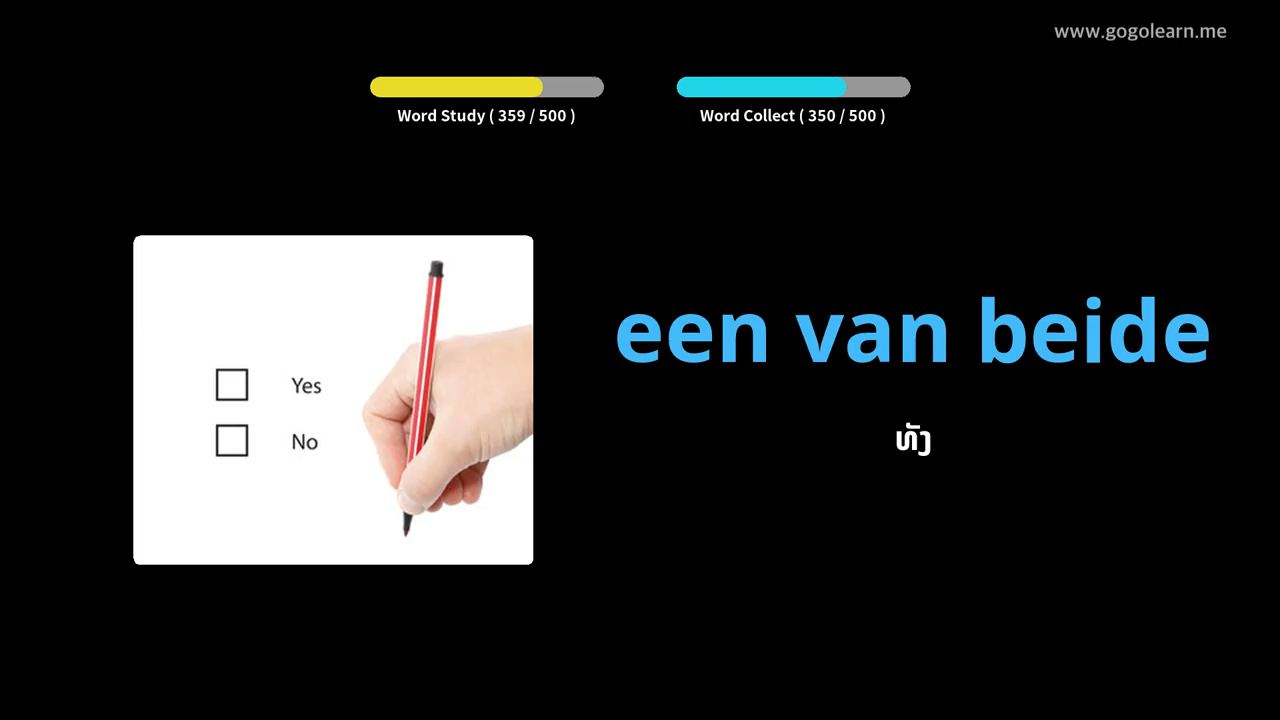 www.gogolearn.me
Word Study ( 359 / 500 )
Word Collect ( 350 / 500 )
een van beide
ທັງ
Yes
No